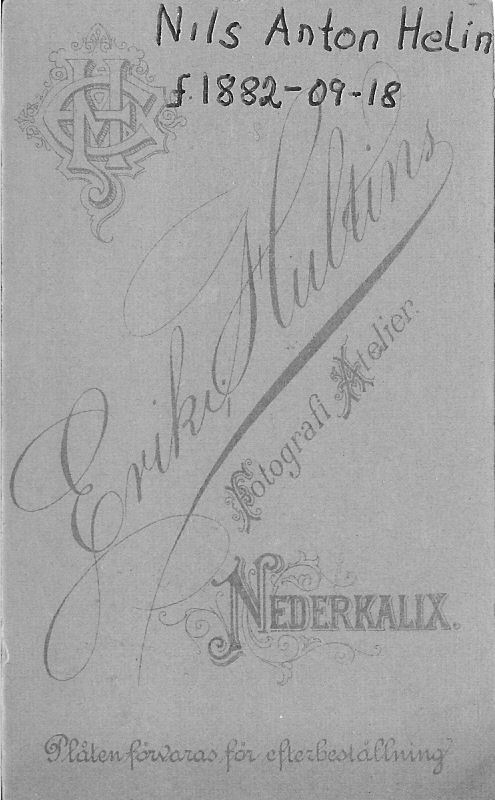 Nils Anton Helin
f. 1882-09-18
Erik Hultins
Fotografi Atelier.
NEDERKALIX.
Plåten förvaras för efterbeställning